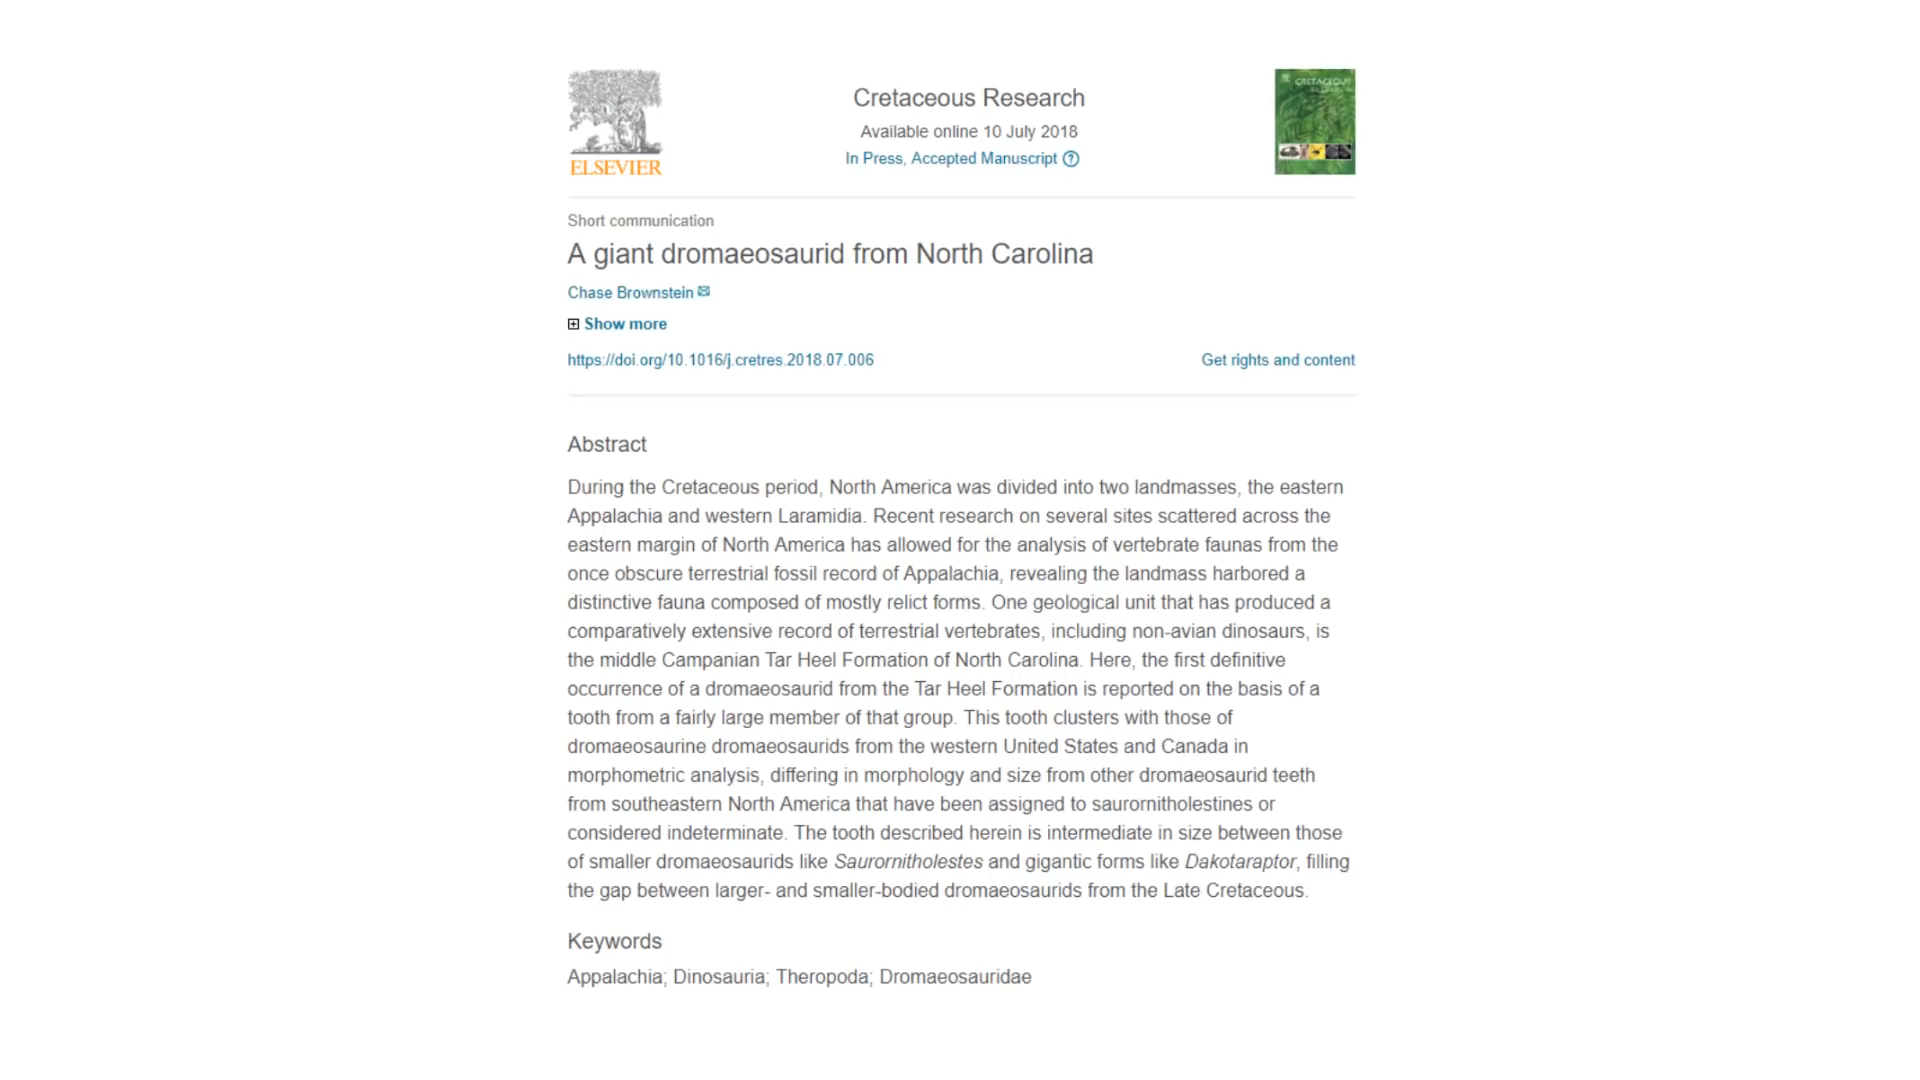 ELSEVIER
Cretaceous Research
Available online 10 July 2018
In Press, Accepted Manuscript
CRETACEOUS
Short communication
A giant dromaeosaurid from North Carolina
Chase Brownstein
Show more
https://doi.org/10.1016/j.cretres.2018.07.006
Get rights and content
Abstract
During the Cretaceous period, North America was divided into two landmasses, the eastern
Appalachia and western Laramidia. Recent research on several sites scattered across the
eastern margin of North America has allowed for the analysis of vertebrate faunas from the
once obscure terrestrial fossil record of Appalachia, revealing the landmass harbored a
distinctive fauna composed of mostly relict forms. One geological unit that has produced a
comparatively extensive record of terrestrial vertebrates, including non-avian dinosaurs, is
the middle Campanian Tar Heel Formation of North Carolina. Here, the first definitive
occurrence of a dromaeosaurid from the Tar Heel Formation is reported on the basis of a
tooth from a fairly large member of that group. This tooth clusters with those of
dromaeosaurine dromaeosaurids from the western United States and Canada in
morphometric analysis, differing in morphology and size from other dromaeosaurid teeth
from southeastern North America that have been assigned to saurornitholestines or
considered indeterminate. The tooth described herein is intermediate in size between those
of smaller dromaeosaurids like Saurornitholestes and gigantic forms like Dakotaraptor, filling
the gap between larger- and smaller-bodied dromaeosaurids from the Late Cretaceous.
Keywords
Appalachia; Dinosauria; Theropoda; Dromaeosauridae